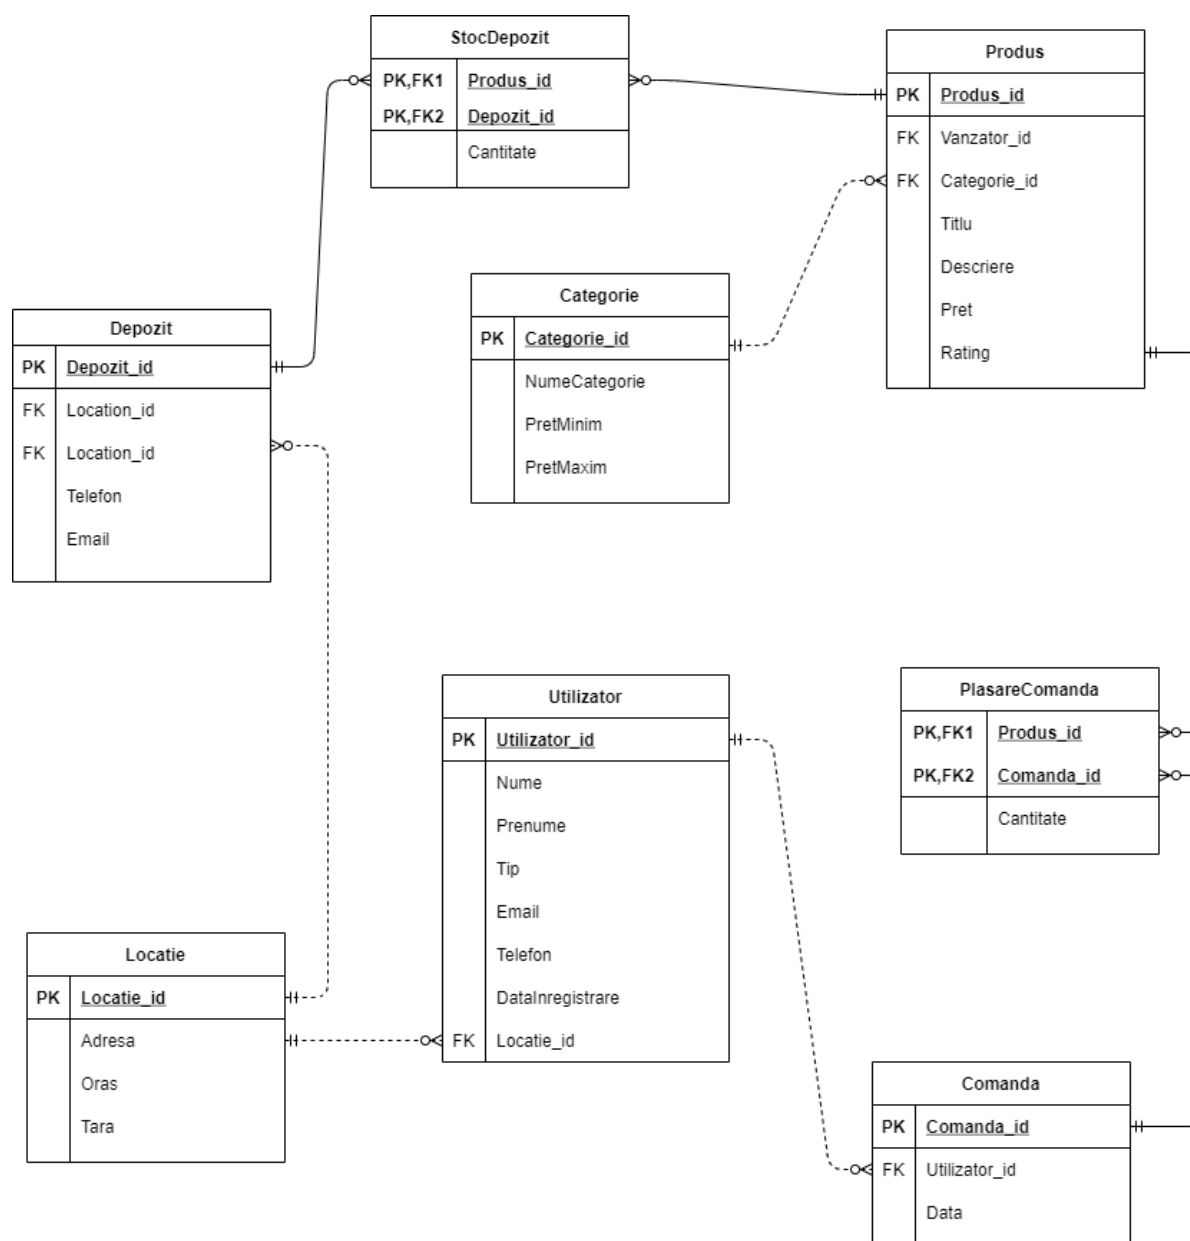 StocDepozit
PK,FK1 Produs_id
PK,FK2 Depozit_id
Cantitate
Produs
PK Produs_id
FK Vanzator_id
FK Categorie_id
Titlu
Descriere
Pret
Rating
Categorie
PK Categorie_id
NumeCategorie
PretMinim
PretMaxim
Depozit
PK Depozit_id
FK Location_id
FK Location_id
Telefon
Email
Utilizator
PK Utilizator_id
Nume
Prenume
Tip
Email
Telefon
DataInregistrare
FK Locatie_id
PlasareComanda
PK,FK1 Produs_id
PK,FK2 Comanda_id
Cantitate
Locatie
PK Locatie_id
Adresa
Oras
Tara
Comanda
PK Comanda_id
FK Utilizator_id
Data